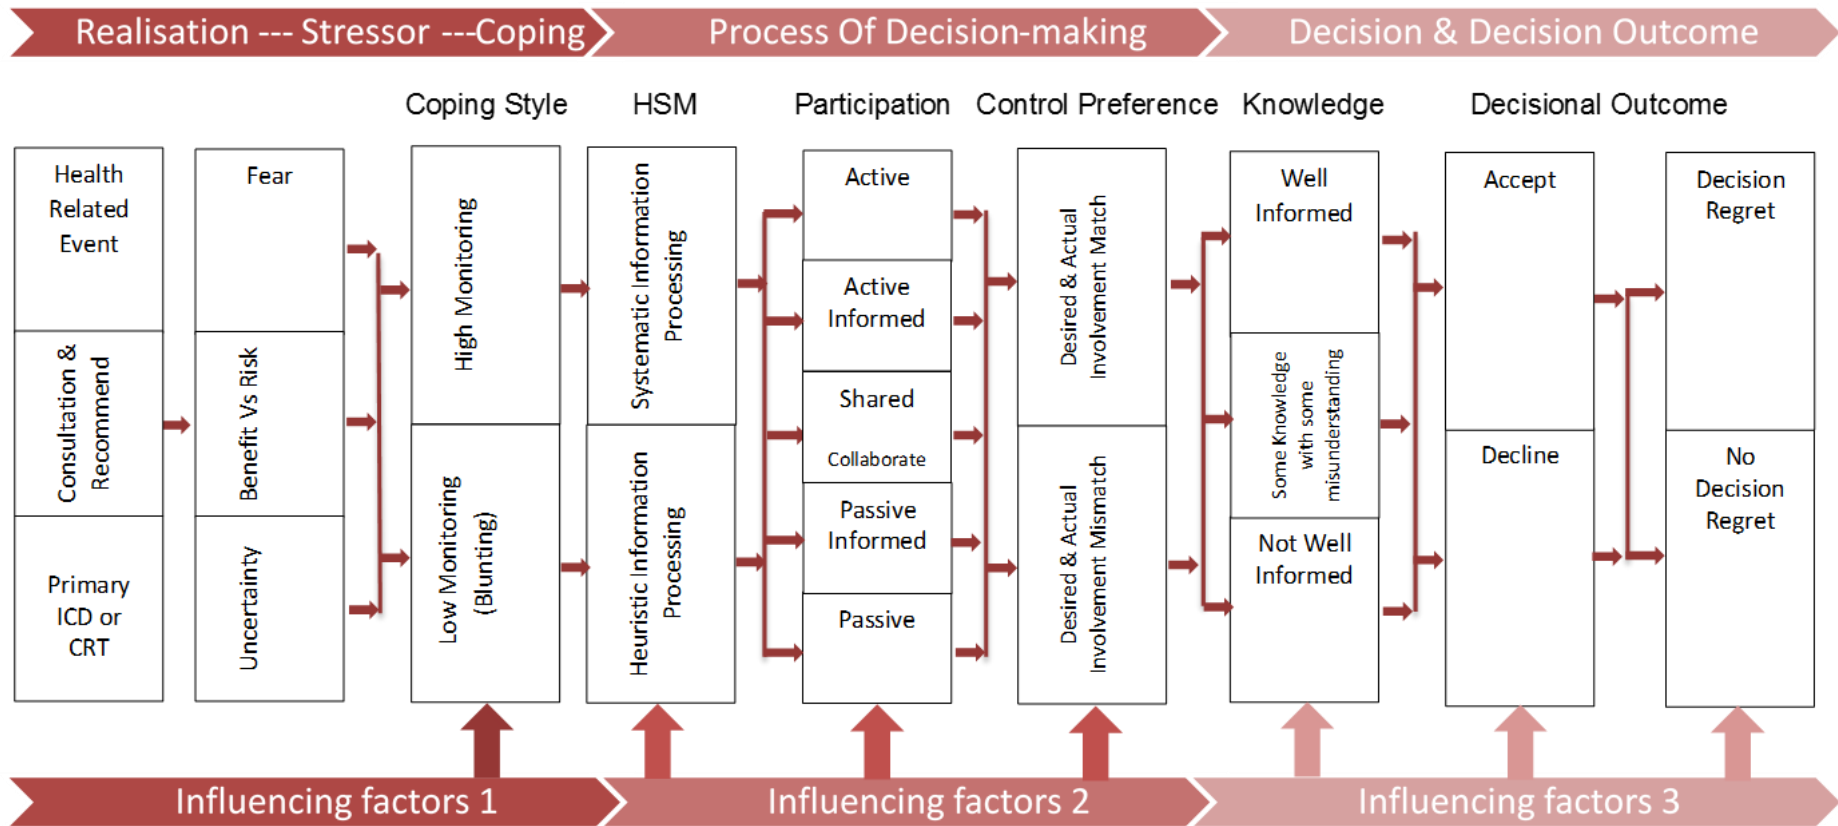 Realisation --- Stressor ---Coping
Process Of Decision-making
Decision & Decision Outcome
Coping Style
HSM
Participation
Control Preference
Knowledge
Decisional Outcome
Health
Related
Event
Consultation &
Recommend
Primary
ICD or
CRT
Fear
Benefit Vs Risk
Uncertainty
High Monitoring
Low Monitoring
(Blunting)
Systematic Information
Processing
Heuristic Information
Processing
Active
Active
Informed
Shared
Collaborate
Passive
Informed
Passive
Desired & Actual
Involvement Match
Desired & Actual
Involvement Mismatch
Well
Informed
Some Knowledge
with some
misunderstanding
Not Well
Informed
Accept
Decline
Decision
Regret
No
Decision
Regret
Influencing factors 1
Influencing factors 2
Influencing factors 3